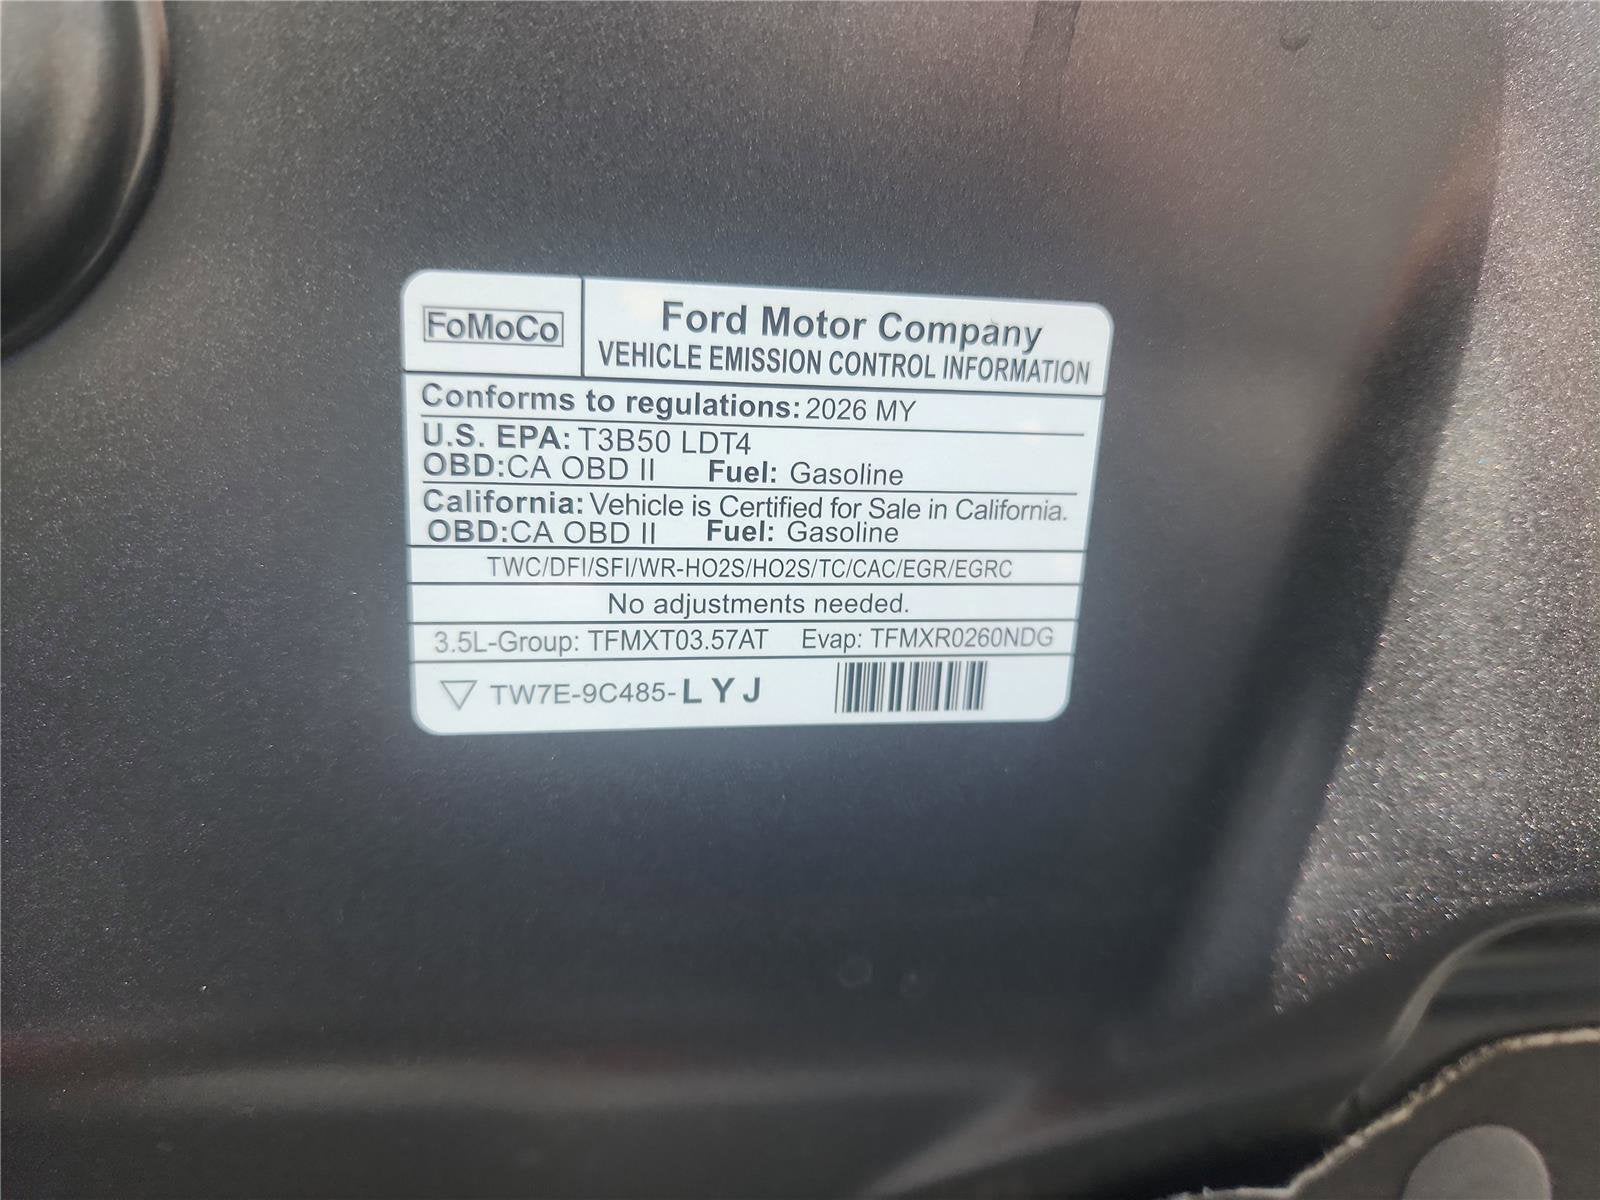 FoMoCo
Ford Motor Company
VEHICLE EMISSION CONTROL INFORMATION
Conforms to regulations: 2026 MY
U.S. EPA: T3B50 LDT4
OBD:CA OBD II Fuel: Gasoline
California: Vehicle is Certified for Sale in California.
OBD:CA OBD II Fuel: Gasoline
TWC/DFI/SFI/WR-HO2S/HO2S/TC/CAC/EGR/EGRC
No adjustments needed.
3.5L-Group: TFMXT03.57AT Evap: TFMXR0260NDG
TW7E-9C485-LYJ